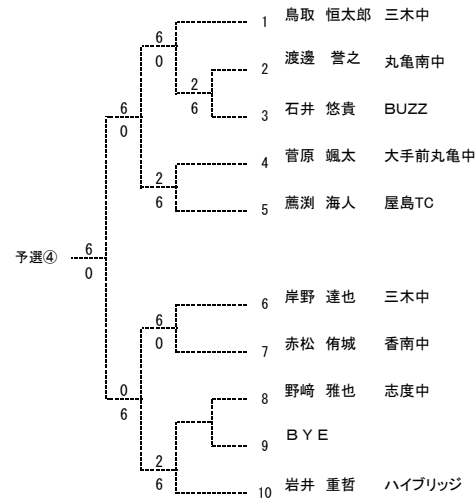 6 1 鳥取 恒太郎 三木中
0
2 2 渡邊 誉之 丸亀南中
6 6 3 石井 悠貴 BUZZ
0
4 菅原 颯太 大手前丸亀中
2
6 5 薦渕 海人 屋島TC
予選④ 6
0
6 岸野 達也 三木中
6
0 7 赤松 侑城 香南中
0 8 野﨑 雅也 志度中
6
9 BYE
2
6 10 岩井 重哲 ハイブリッジ